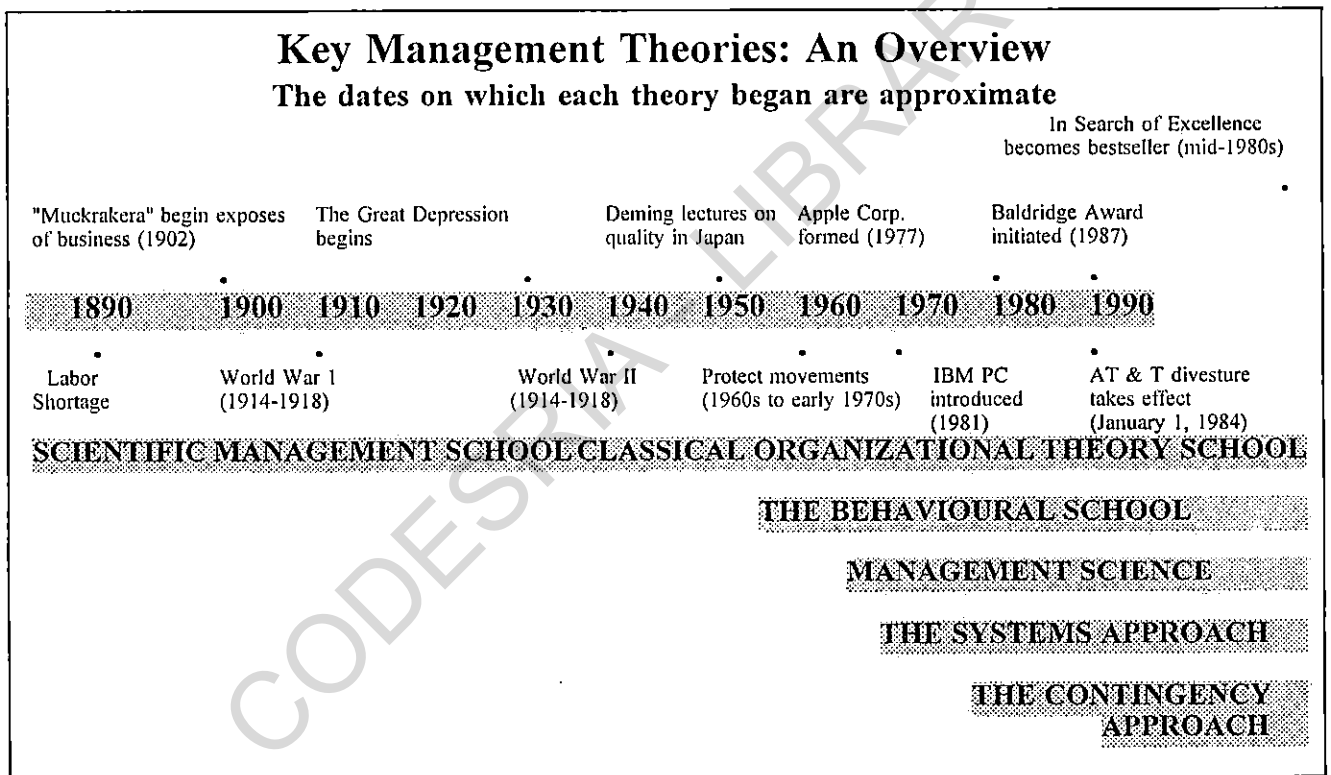 Key Management Theories: An Overview
The dates on which each theory began are approximate
In Search of Excellence
becomes bestseller (mid-1980s)
"Muckrakera" begin exposes
of business (1902)
The Great Depression
begins
Deming lectures on
quality in Japan
Apple Corp.
formed (1977)
Baldridge Award
initiated (1987)
1890 1900 1910 1920 1930 1940 1950 1960 1970 1980 1990
Labor
Shortage
World War 1
(1914-1918)
World War II
(1914-1918)
Protect movements
(1960s to early 1970s)
IBM PC
introduced
(1981)
AT & T divesture
takes effect
(January 1, 1984)
SCIENTIFIC MANAGEMENT SCHOOL CLASSICAL ORGANIZATIONAL THEORY SCHOOL
THE BEHAVIOURAL SCHOOL
MANAGEMENT SCIENCE
THE SYSTEMS APPROACH
THE CONTINGENCY
APPROACH
CODESRIA LIBRAR